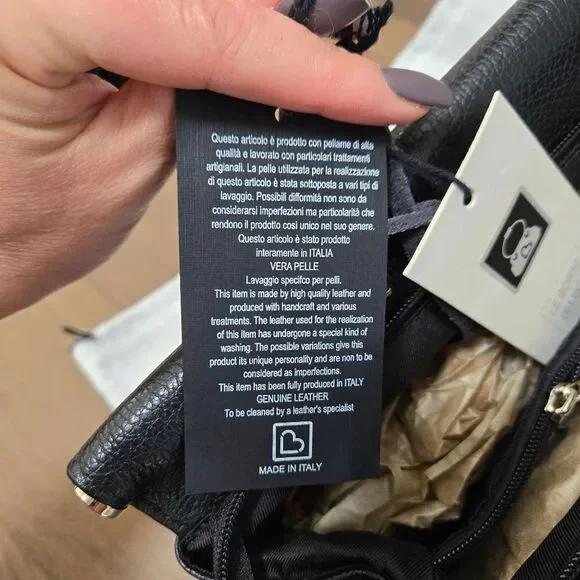 Questo articolo è prodotto con pellame di alta
qualità e lavorato con particolari trattamenti
artigianali. La pelle utilizzata per la realizzazione
di questo articolo è stata sottoposta a vari tipi di
lavaggio. Possibili difformità non sono da
considerarsi imperfezioni ma particolarità che
rendono il prodotto così unico nel suo genere.
Questo articolo è stato prodotto
interamente in ITALIA
VERA PELLE
Lavaggio specifco per pelli.
This item is made by high quality leather and
produced with handcraft and various
treatments. The leather used for the realization
of this item has undergone a special kind of
washing. The possible variations give this
product its unique personality and are non to be
considered as imperfections.
This item has been fully produced in ITALY
GENUINE LEATHER
To be cleaned by a leather's specialist
MADE IN ITALY